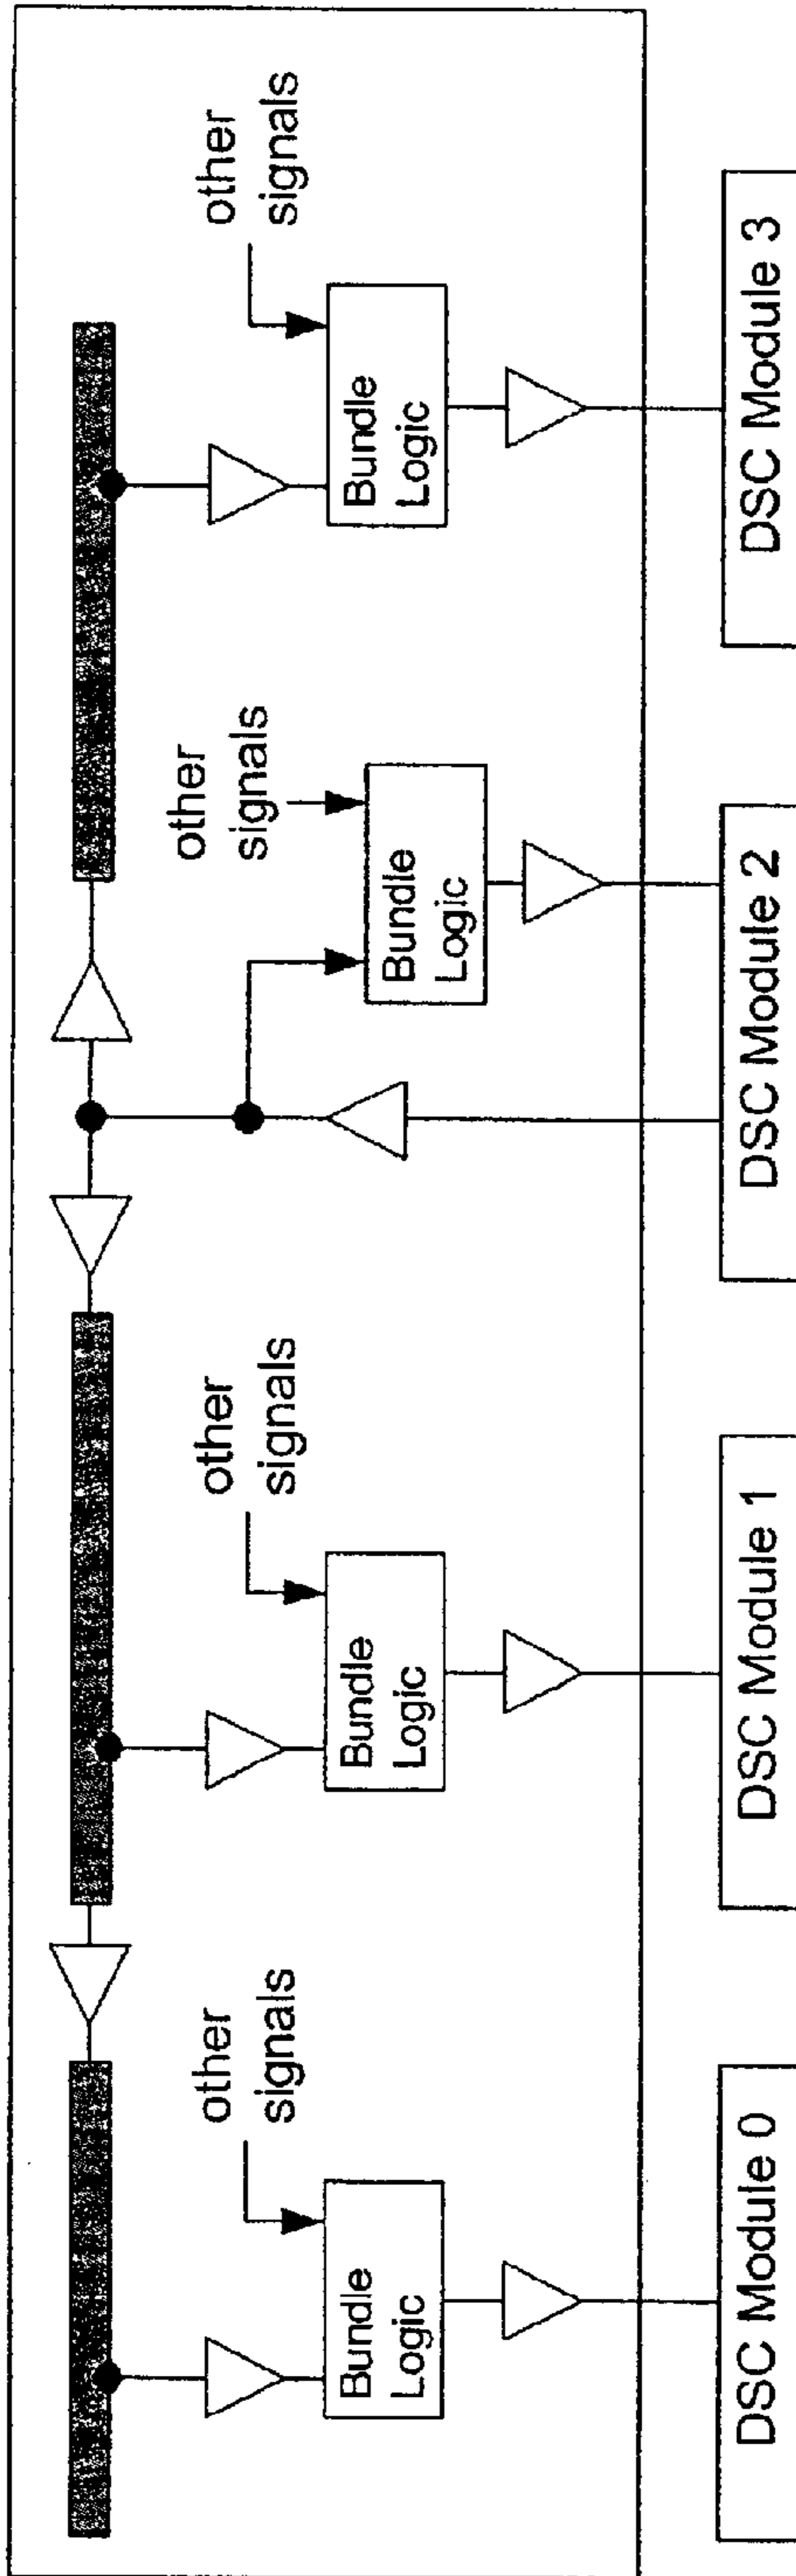 other
signals
other
signals
other
signals
other
signals
Bundle
Logic
Bundle
Logic
Bundle
Logic
Bundle
Logic
DSC Module 0
DSC Module 1
DSC Module 2
DSC Module 3